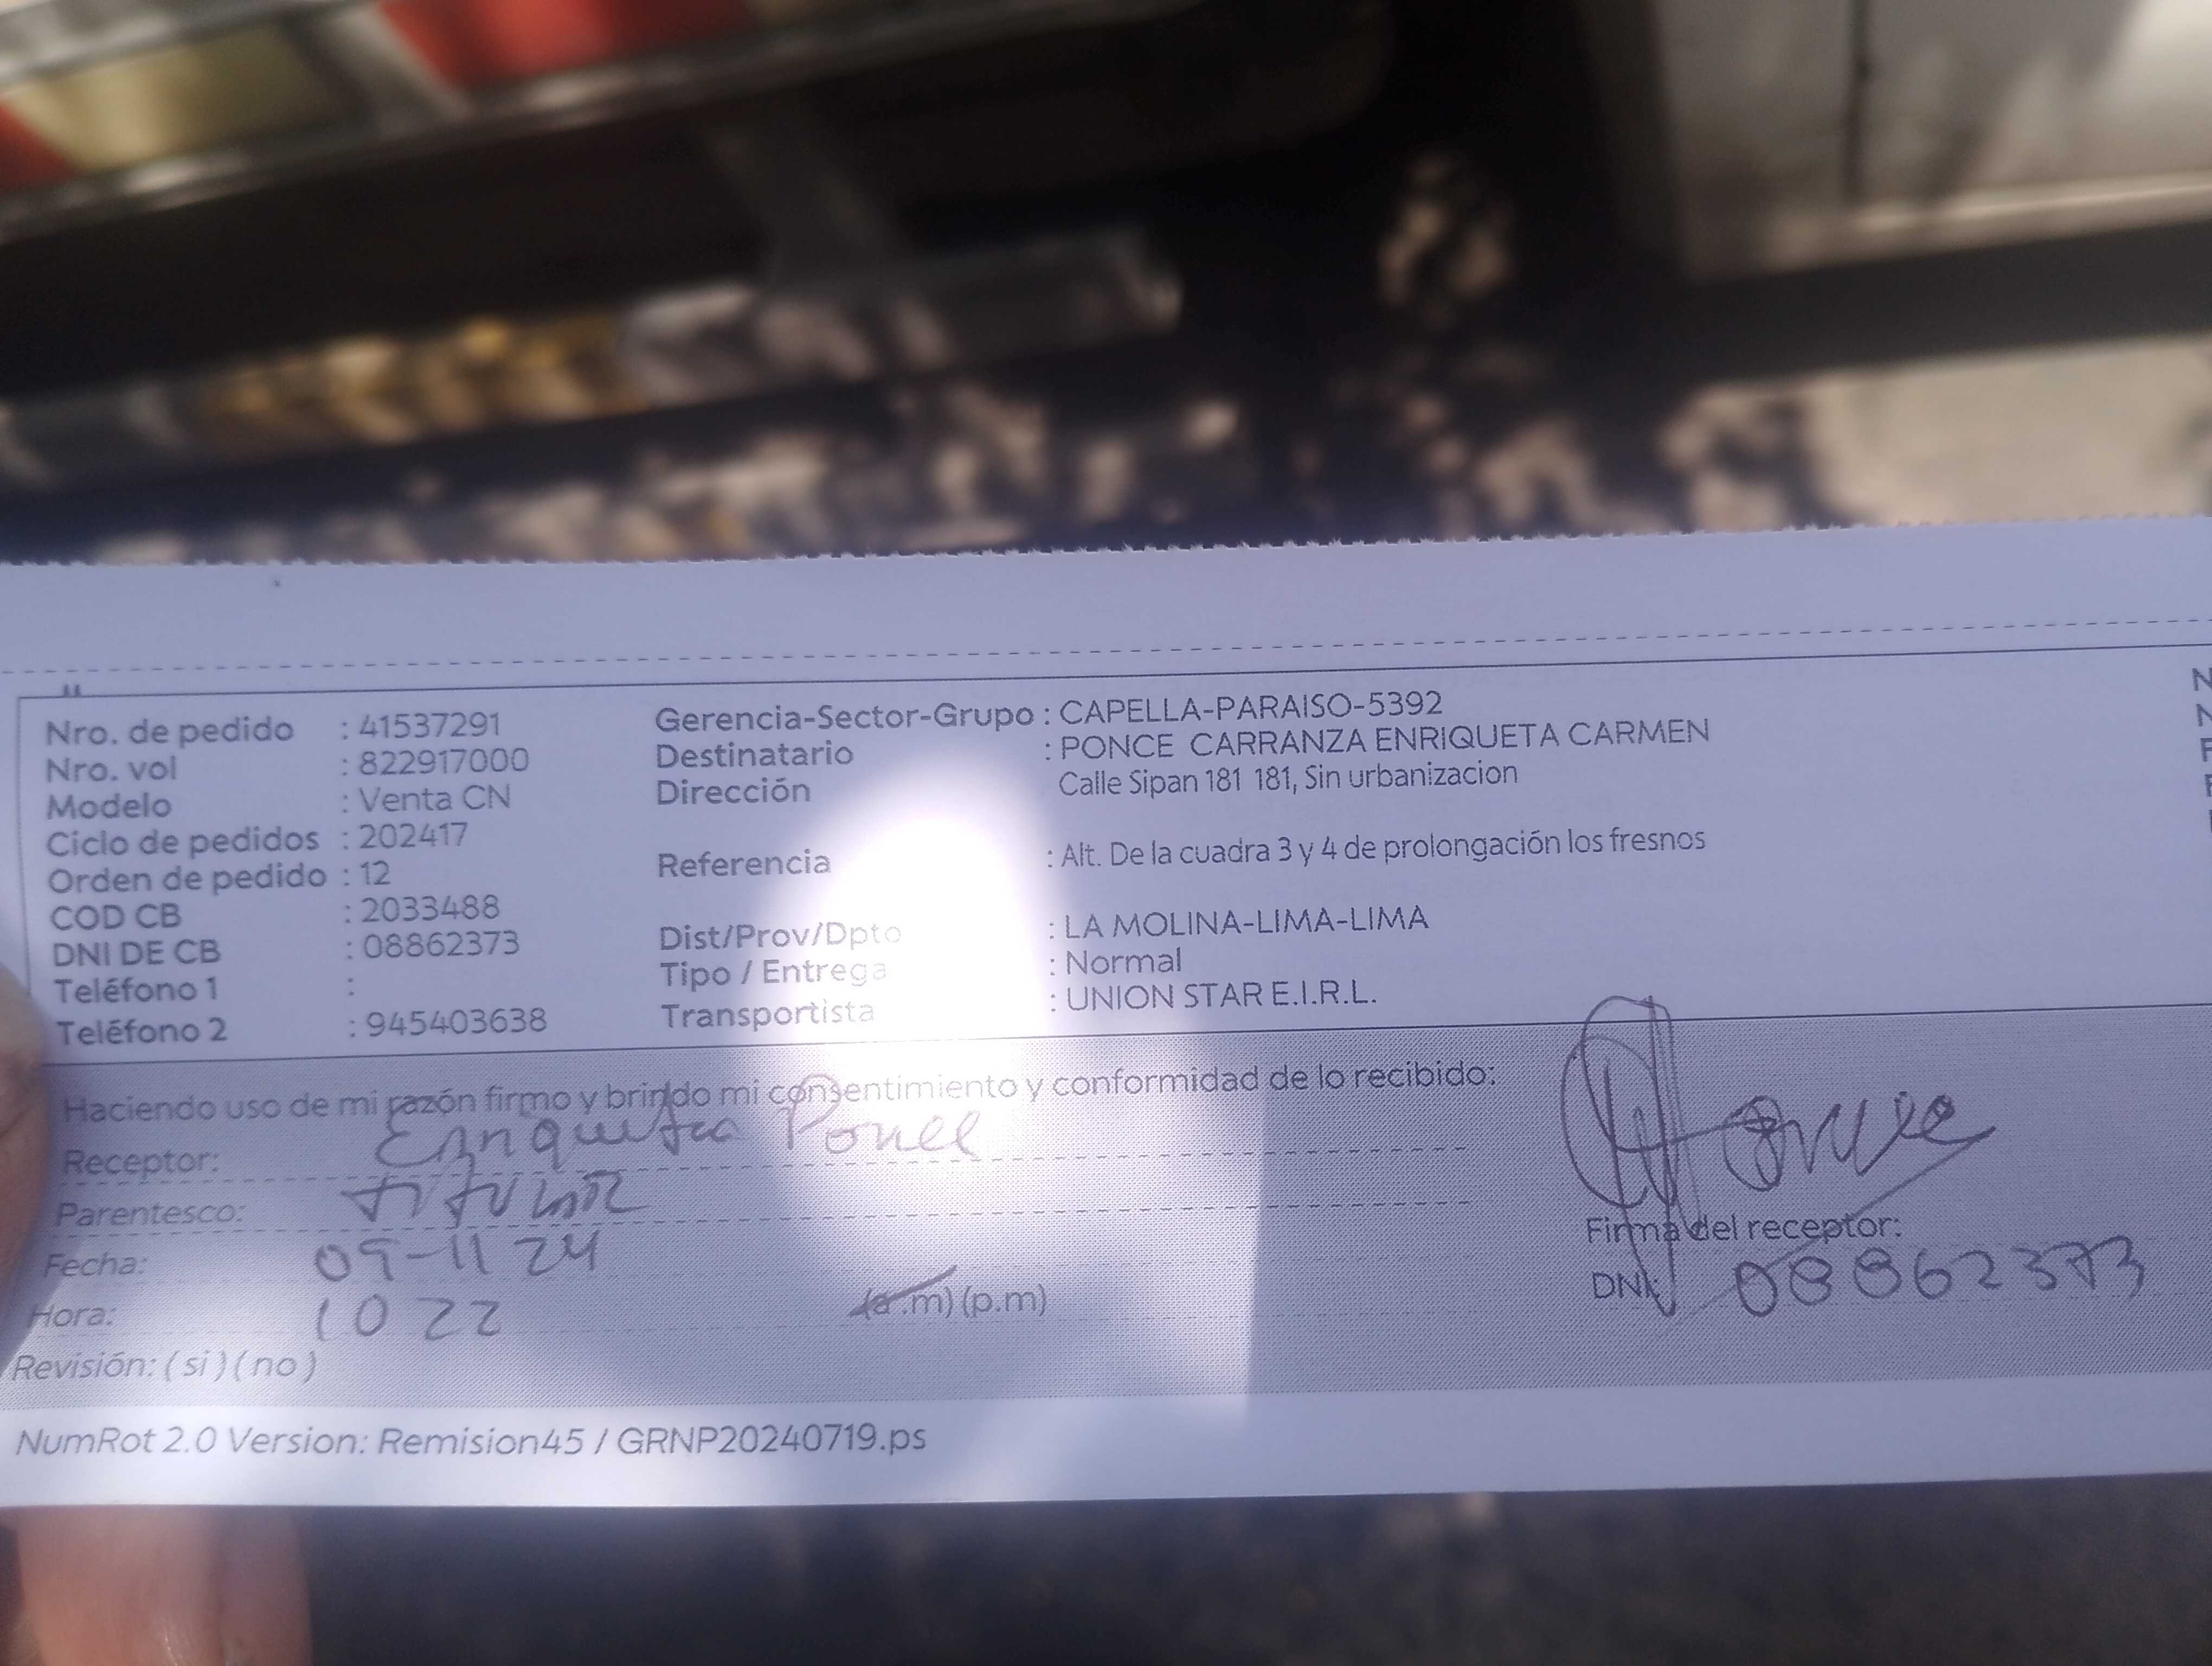 Nro. de pedido : 41537291
Nro. vol : 822917000
Modelo : Venta CN
Ciclo de pedidos : 202417
Orden de pedido : 12
COD CB : 2033488
DNI DE CB : 08862373
Teléfono 1 :
Teléfono 2 : 945403638
Gerencia-Sector-Grupo : CAPELLA-PARAISO-5392
Destinatario : PONCE CARRANZA ENRIQUETA CARMEN
Dirección Calle Sipan 181 181, Sin urbanizacion
Referencia : Alt. De la cuadra 3 y 4 de prolongación los fresnos
Dist/Prov/Dpto : LA MOLINA-LIMA-LIMA
Tipo / Entrega : Normal
Transportista : UNION STAR E.I.R.L.
Haciendo uso de mi razón firmo y brindo mi consentimiento y conformidad de lo recibido:
Receptor: Enriqueta Ponce
Parentesco: TITULAR
Fecha: 09-11 24
Hora: 10 22 (a.m) (p.m)
Revisión: ( si ) ( no )
Ponce
Firma del receptor:
DNI: 08862373
NumRot 2.0 Version: Remision45 / GRNP20240719.ps